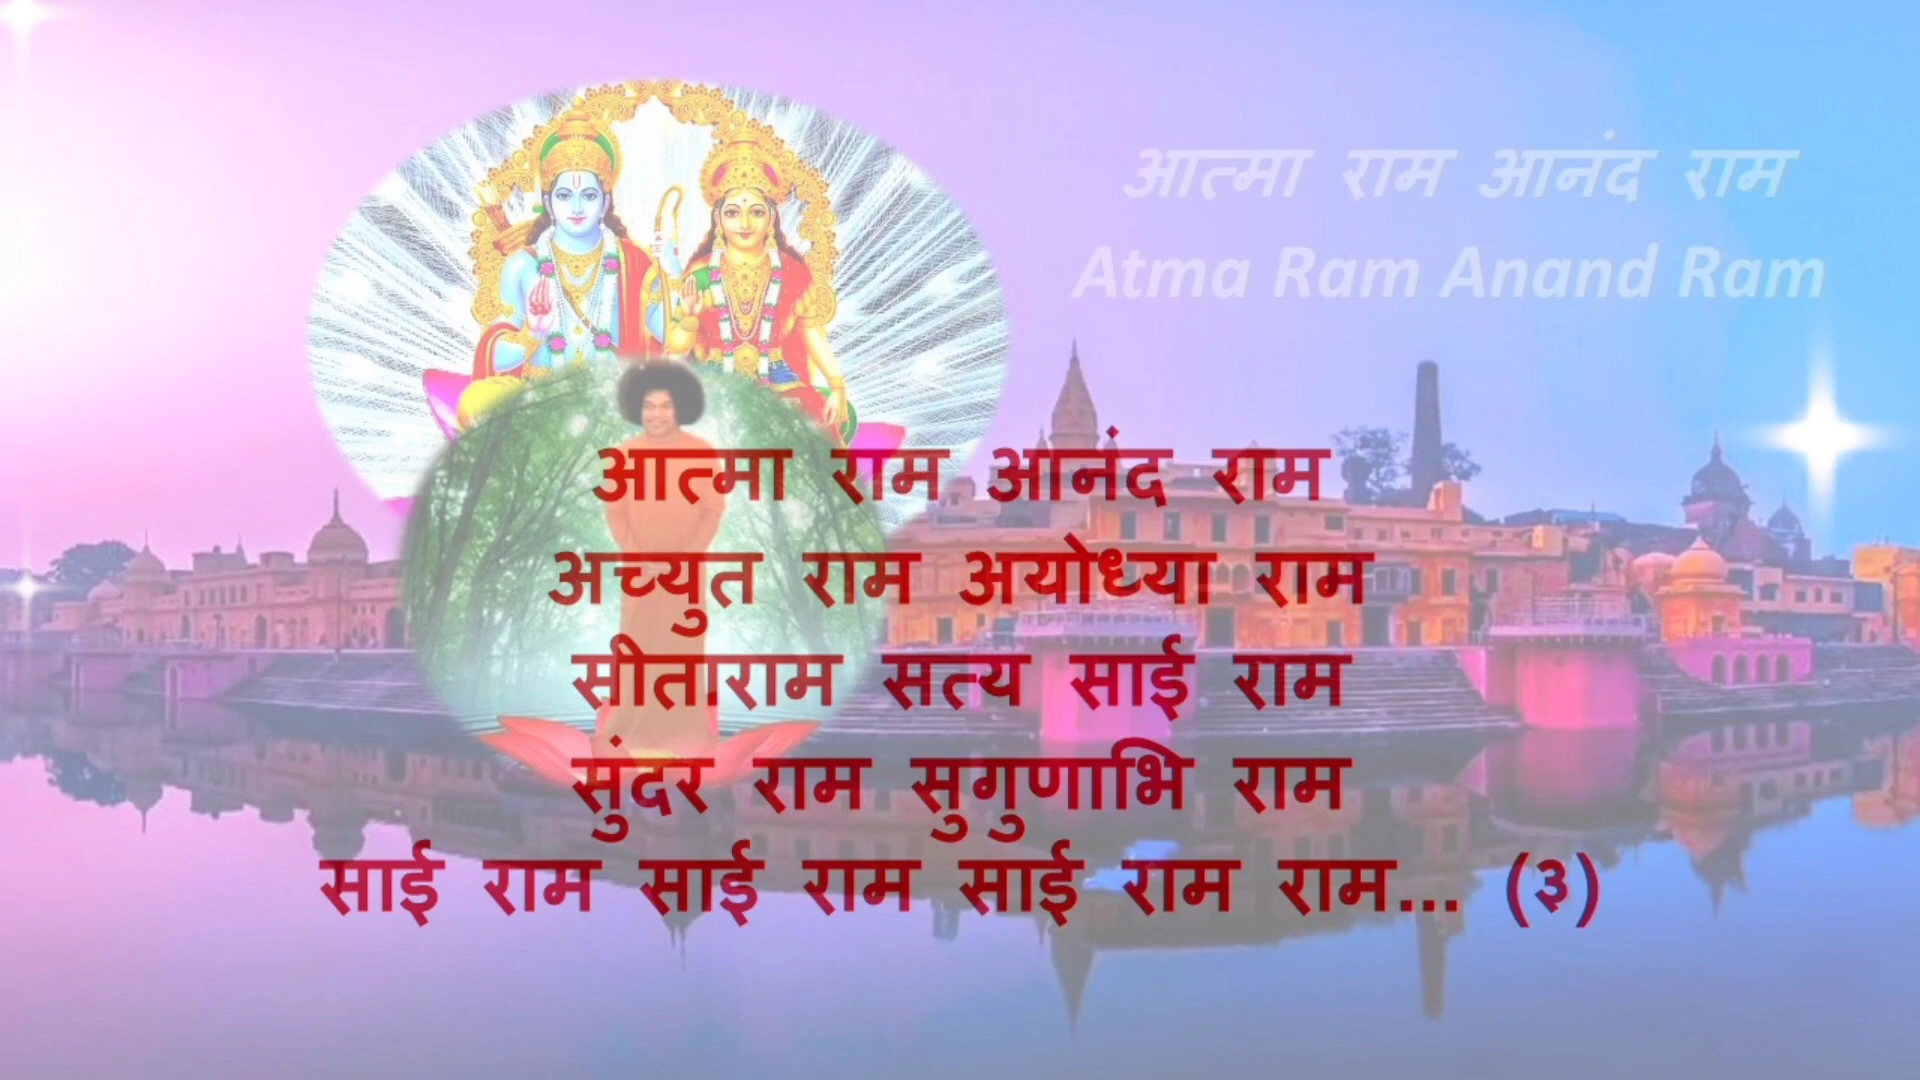 आत्मा राम आनंद राम
Atma Ram Anand Ram
आत्मा राम आनंद राम
अच्युत राम अयोध्या राम
सीताराम सत्य साई राम
सुंदर राम सुगुणाभि राम
साई राम साई राम साई राम राम... (३)